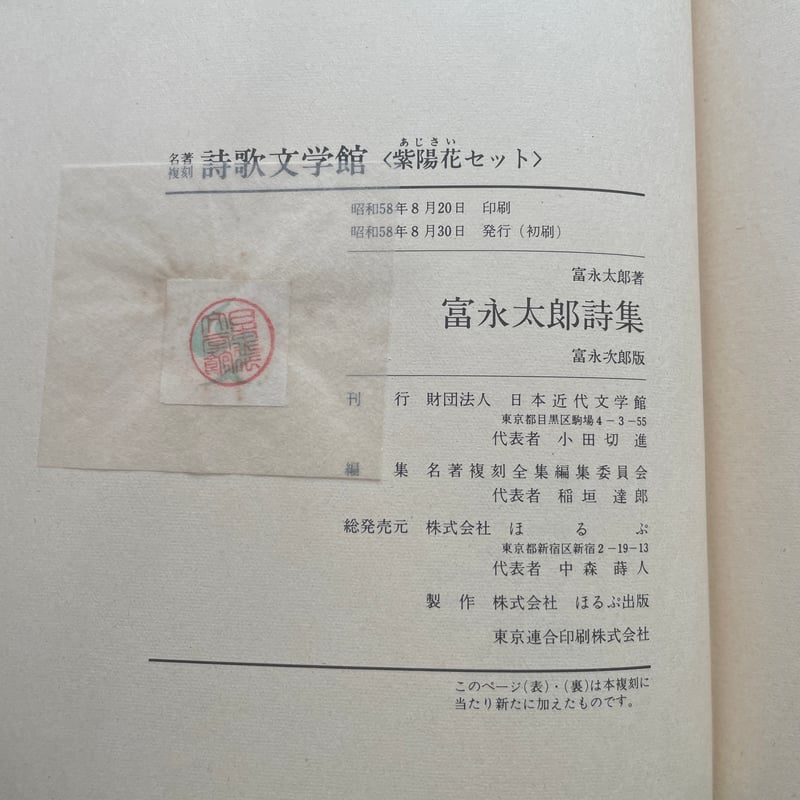 名著複刻 詩歌文学館〈紫陽花セット〉
あじさい
昭和58年8月20日 印刷
昭和58年8月30日 発行（初刷）
富永太郎著
富永太郎詩集
富永次郎版
刊行 財団法人 日本近代文学館
東京都目黒区駒場4-3-55
代表者 小田切進
編集 名著複刻全集編集委員会
代表者 稲垣達郎
総発売元 株式会社 ほるぷ
東京都新宿区新宿2-19-13
代表者 中森蒔人
製作 株式会社 ほるぷ出版
東京連合印刷株式会社
このページ（表）・（裏）は本複刻に
当たり新たに加えたものです。